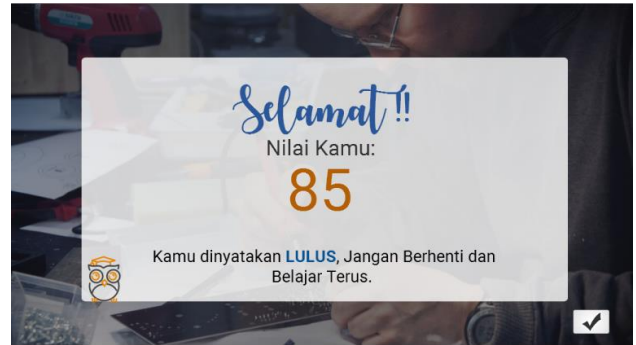 Selamat !!
Nilai Kamu:
85
Kamu dinyatakan LULUS, Jangan Berhenti dan
Belajar Terus.